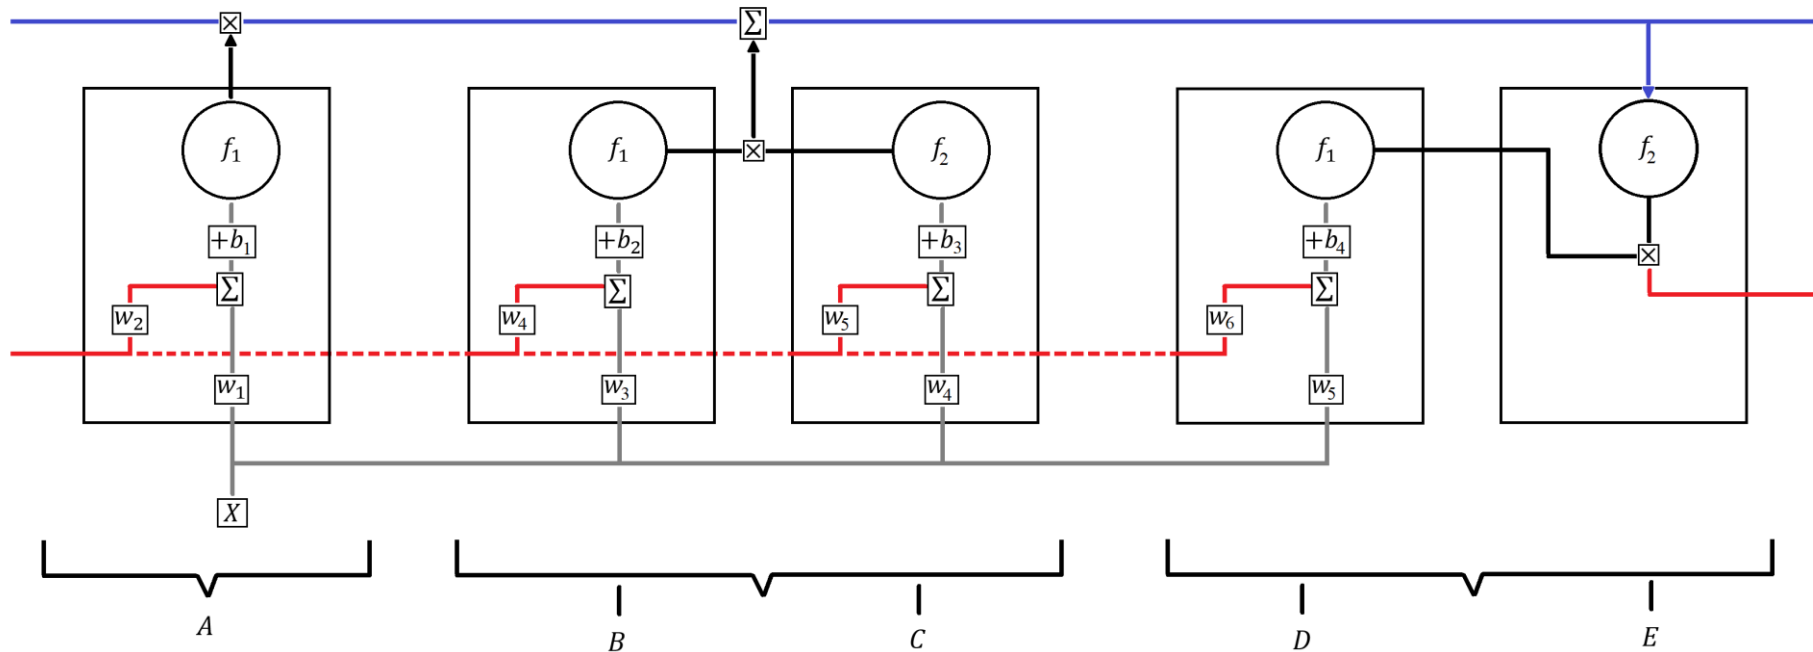 × Σ
f₁ f₁ × f₂ f₁ f₂
+b₁ +b₂ +b₃ +b₄ ×
Σ Σ Σ Σ
w₂ w₄ w₅ w₆
w₁ w₃ w₄ w₅
X
A B C D E